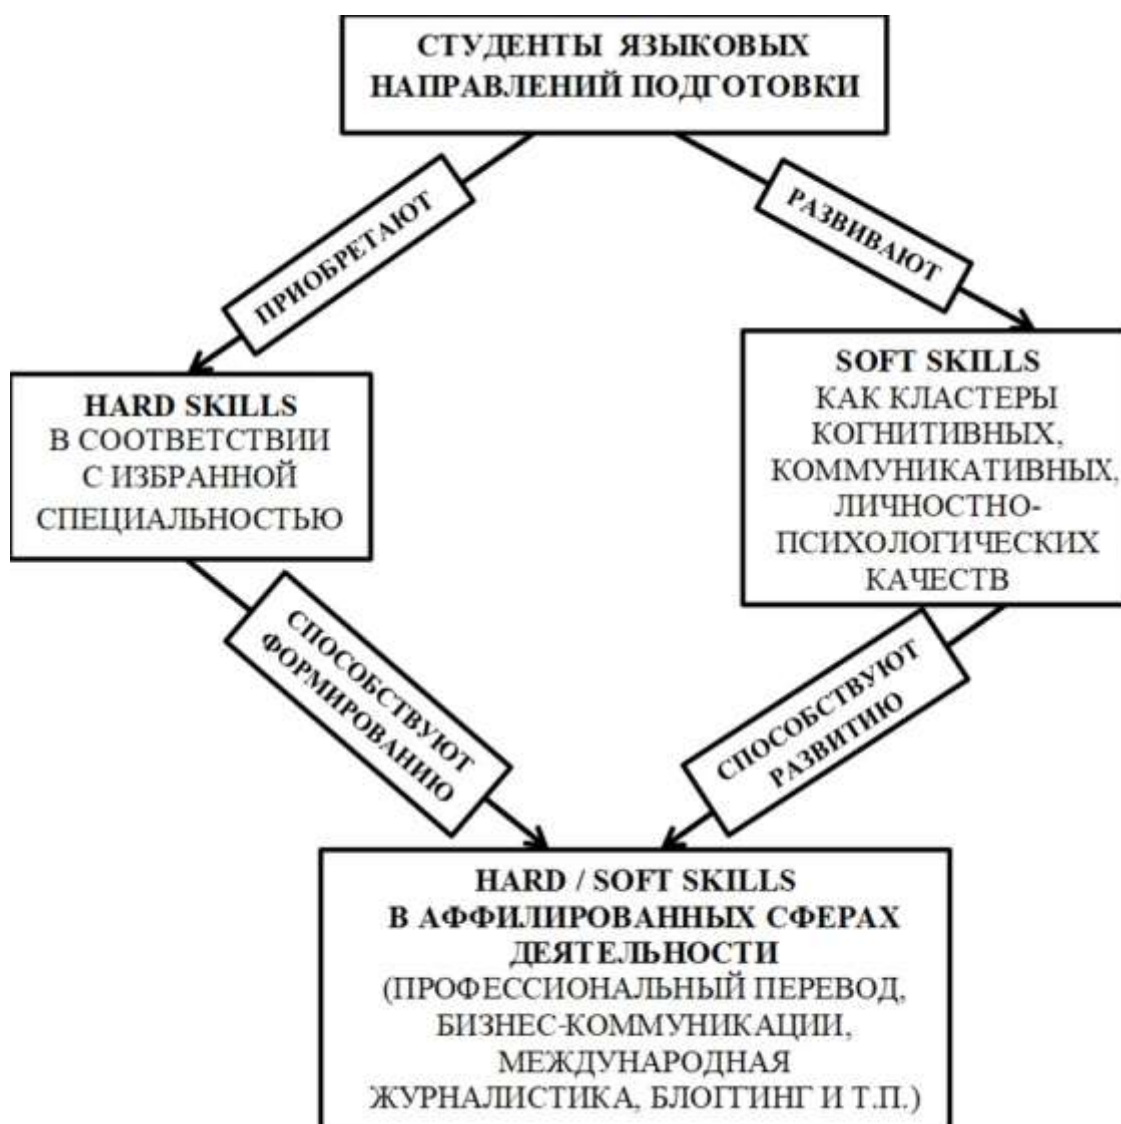 СТУДЕНТЫ ЯЗЫКОВЫХ
НАПРАВЛЕНИЙ ПОДГОТОВКИ
ПРИОБРЕТАЮТ
РАЗВИВАЮТ
HARD SKILLS
В СООТВЕТСТВИИ
С ИЗБРАННОЙ
СПЕЦИАЛЬНОСТЬЮ
SOFT SKILLS
КАК КЛАСТЕРЫ
КОГНИТИВНЫХ,
КОММУНИКАТИВНЫХ,
ЛИЧНОСТНО-
ПСИХОЛОГИЧЕСКИХ
КАЧЕСТВ
СПОСОБСТВУЮТ
ФОРМИРОВАНИЮ
СПОСОБСТВУЮТ
РАЗВИТИЮ
HARD / SOFT SKILLS
В АФФИЛИРОВАННЫХ СФЕРАХ
ДЕЯТЕЛЬНОСТИ
(ПРОФЕССИОНАЛЬНЫЙ ПЕРЕВОД,
БИЗНЕС-КОММУНИКАЦИИ,
МЕЖДУНАРОДНАЯ
ЖУРНАЛИСТИКА, БЛОГГИНГ И Т.П.)